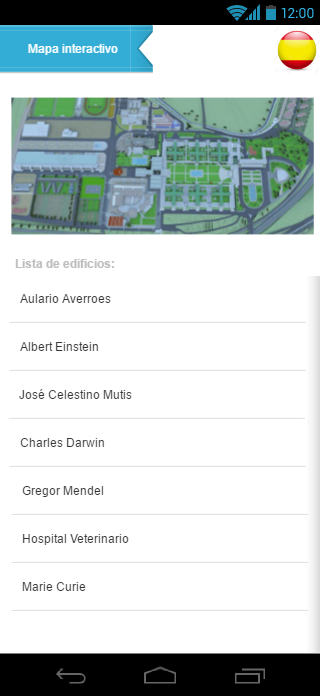 12:00
Mapa interactivo
Lista de edificios:
Aulario Averroes
Albert Einstein
José Celestino Mutis
Charles Darwin
Gregor Mendel
Hospital Veterinario
Marie Curie